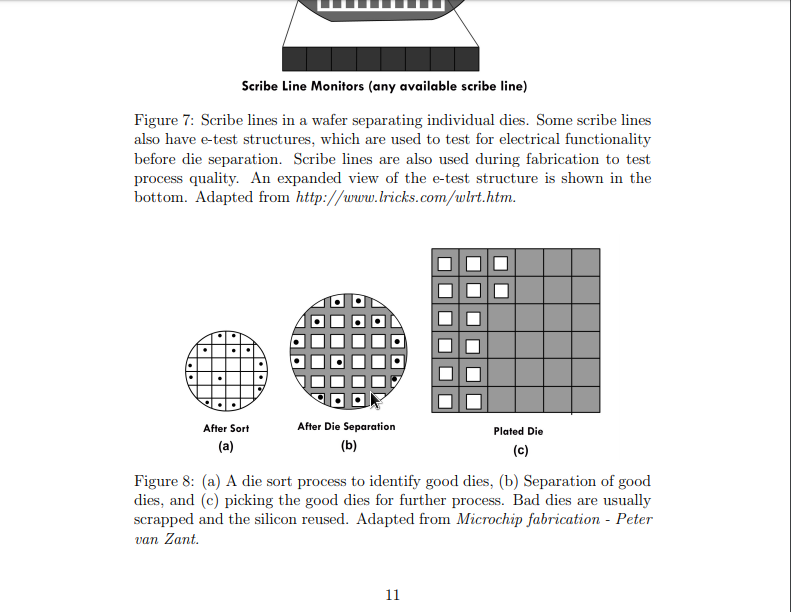 Scribe Line Monitors (any available scribe line)
Figure 7: Scribe lines in a wafer separating individual dies. Some scribe lines
also have e-test structures, which are used to test for electrical functionality
before die separation. Scribe lines are also used during fabrication to test
process quality. An expanded view of the e-test structure is shown in the
bottom. Adapted from http://www.lricks.com/wlrt.htm.
After Sort
(a)
After Die Separation
(b)
Plated Die
(c)
Figure 8: (a) A die sort process to identify good dies, (b) Separation of good
dies, and (c) picking the good dies for further process. Bad dies are usually
scrapped and the silicon reused. Adapted from Microchip fabrication - Peter
van Zant.
11